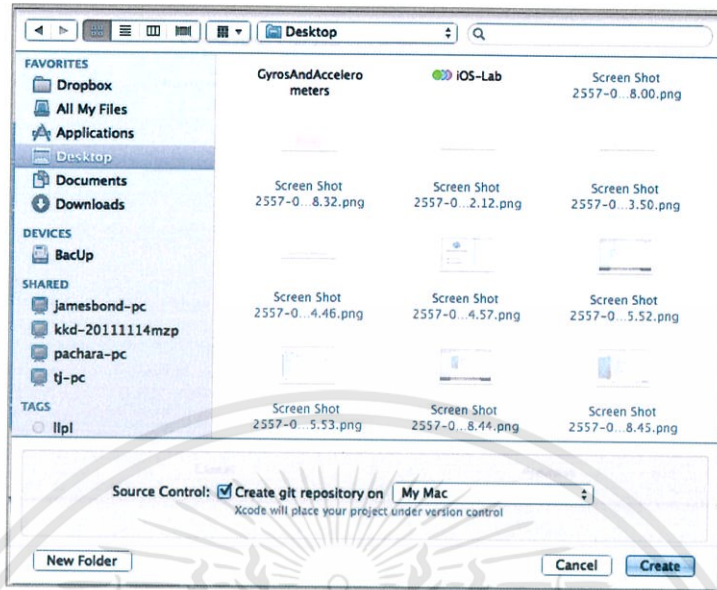 Desktop
FAVORITES
Dropbox
All My Files
Applications
Desktop
Documents
Downloads
DEVICES
BacUp
SHARED
jamesbond-pc
kkd-20111114mzp
pachara-pc
tj-pc
TAGS
GyrosAndAccelero
meters
iOS-Lab
Screen Shot
2557-0...8.00.png
Screen Shot
2557-0...8.32.png
Screen Shot
2557-0...2.12.png
Screen Shot
2557-0...3.50.png
Screen Shot
2557-0...4.46.png
Screen Shot
2557-0...4.57.png
Screen Shot
2557-0...5.52.png
Screen Shot
2557-0...5.53.png
Screen Shot
2557-0...8.44.png
Screen Shot
2557-0...8.45.png
Source Control: Create git repository on My Mac
Xcode will place your project under version control
New Folder
Cancel
Create